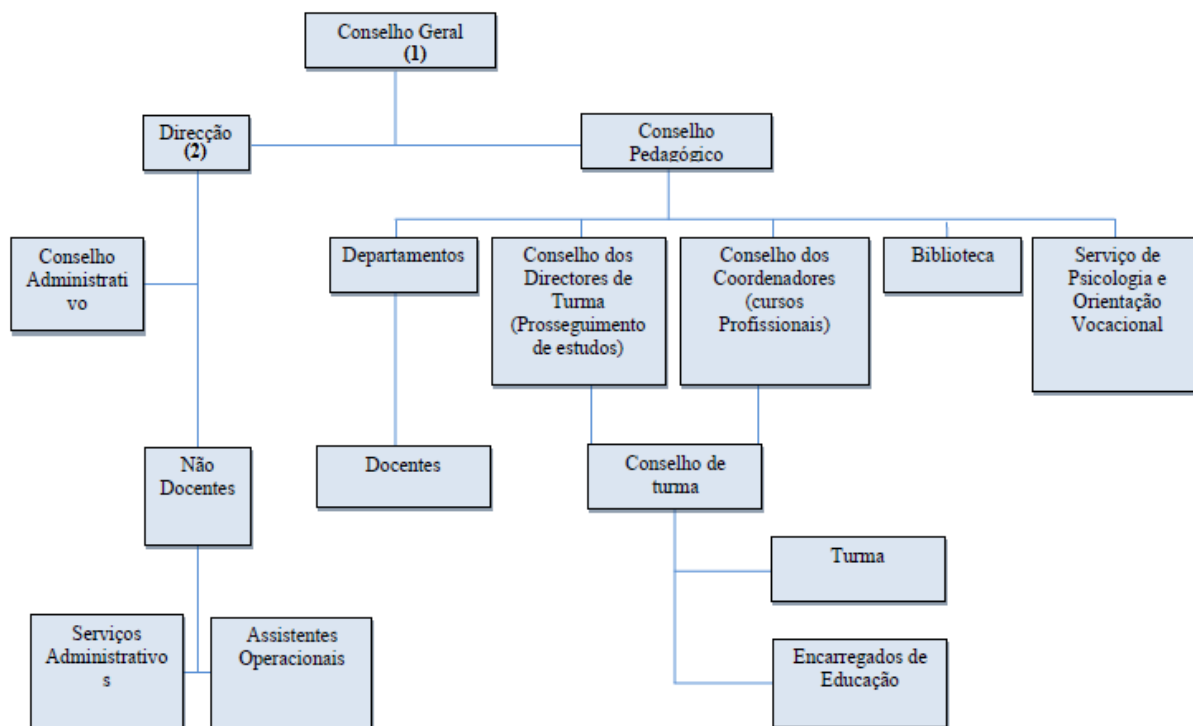 Conselho Geral
(1)
Direcção
(2)
Conselho
Pedagógico
Conselho
Administrati
vo
Departamentos
Conselho dos
Directores de
Turma
(Prosseguimento
de estudos)
Conselho dos
Coordenadores
(cursos
Profissionais)
Biblioteca
Serviço de
Psicologia e
Orientação
Vocacional
Não
Docentes
Docentes
Conselho de
turma
Turma
Serviços
Administrativo
s
Assistentes
Operacionais
Encarregados de
Educação